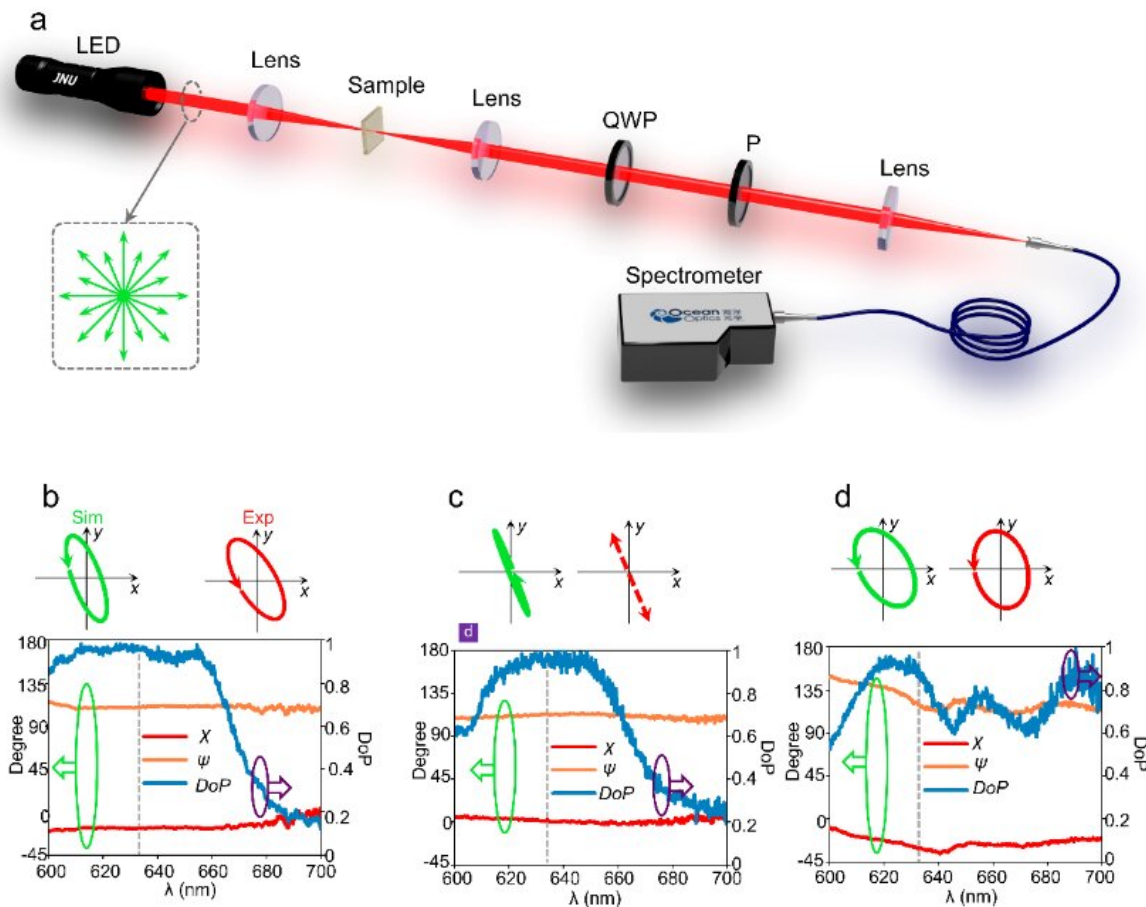 a
LED
JNU
Lens
Sample
Lens
QWP
P
Lens
Spectrometer
Ocean
Optics
b
Sim
Exp
y
y
x
x
180
135
90
45
0
-45
Degree
1
0.8
0.6
0.4
0.2
0
DoP
χ
ψ
DoP
600
620
640
660
680
700
λ (nm)
c
y
y
x
x
d
180
135
90
45
0
-45
Degree
1
0.8
0.6
0.4
0.2
0
DoP
χ
ψ
DoP
600
620
640
660
680
700
λ (nm)
d
y
y
x
x
180
135
90
45
0
-45
Degree
1
0.8
0.6
0.4
0.2
0
DoP
χ
ψ
DoP
600
620
640
660
680
700
λ (nm)